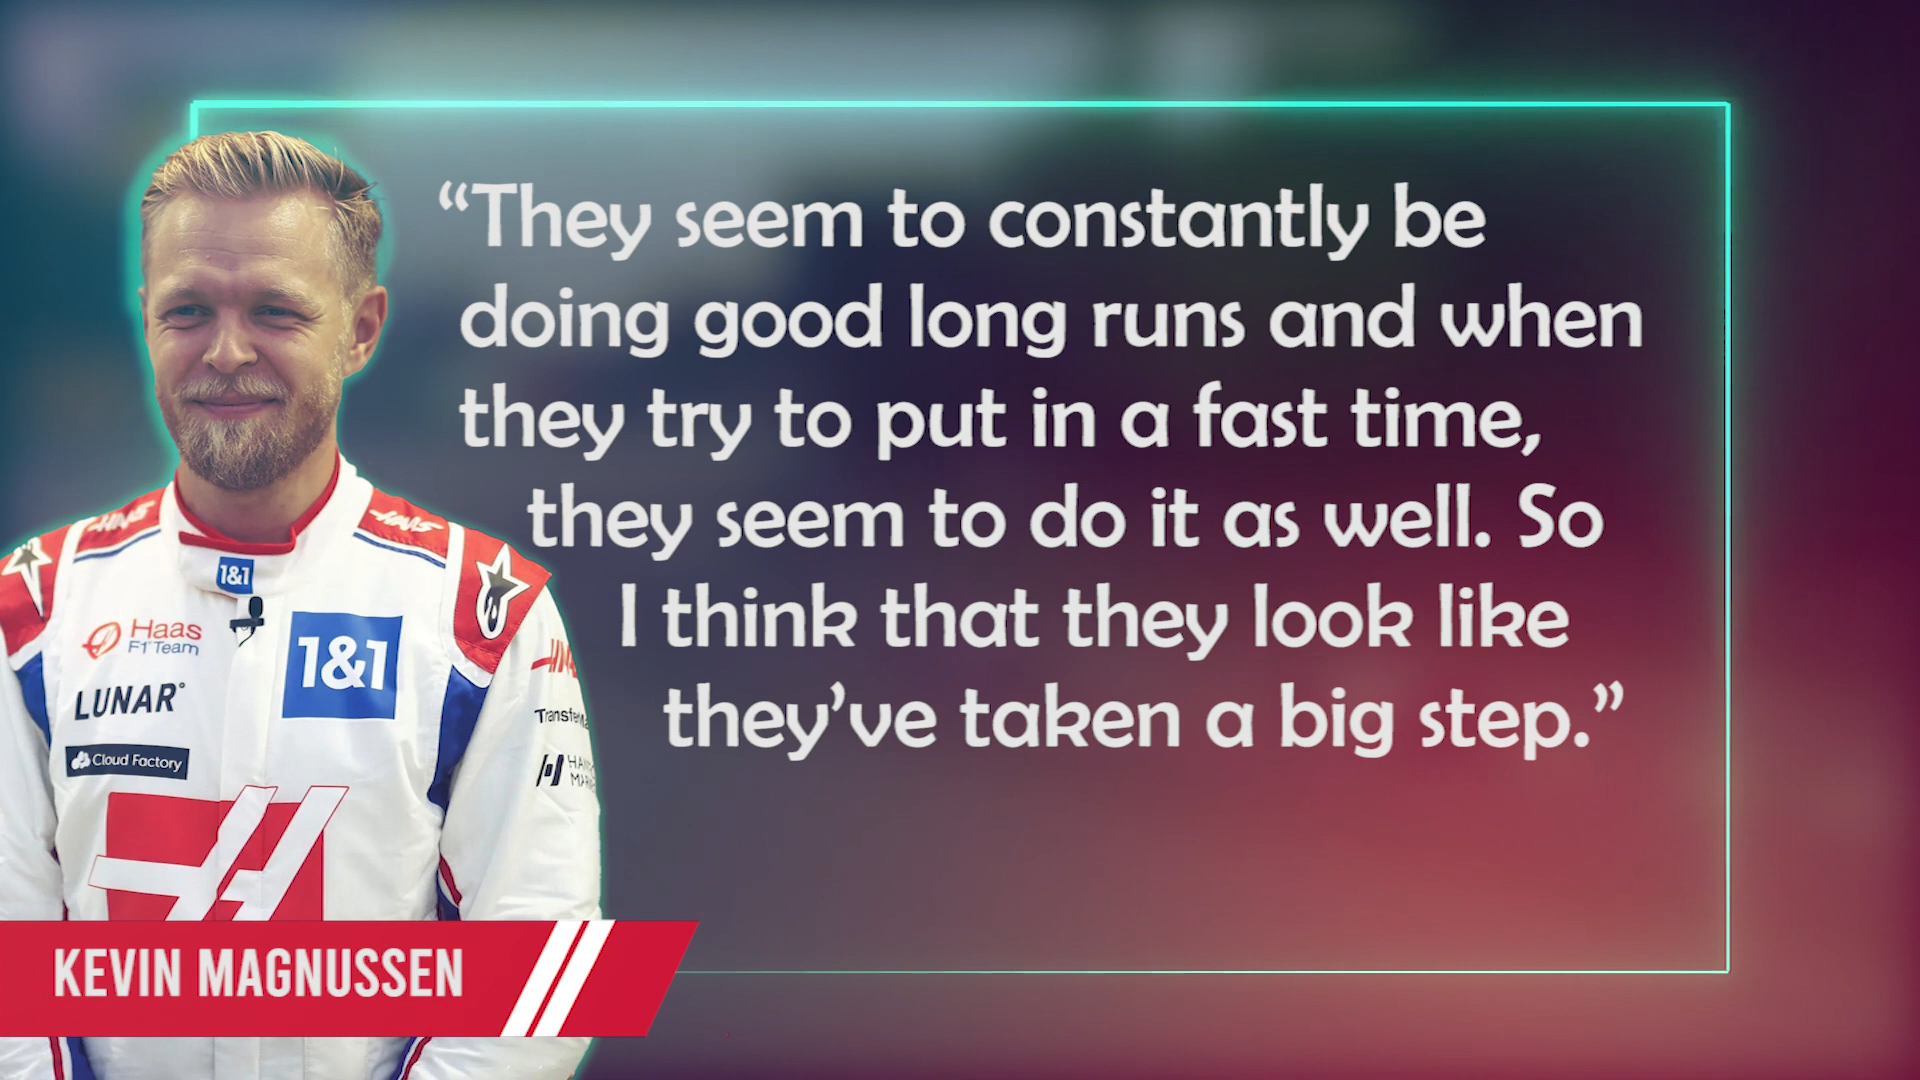 “They seem to constantly be
doing good long runs and when
they try to put in a fast time,
they seem to do it as well. So
I think that they look like
they’ve taken a big step.”
HAAS
HAAS
1&1
Haas
F1 Team
1&1
LUNAR
Cloud Factory
KEVIN MAGNUSSEN